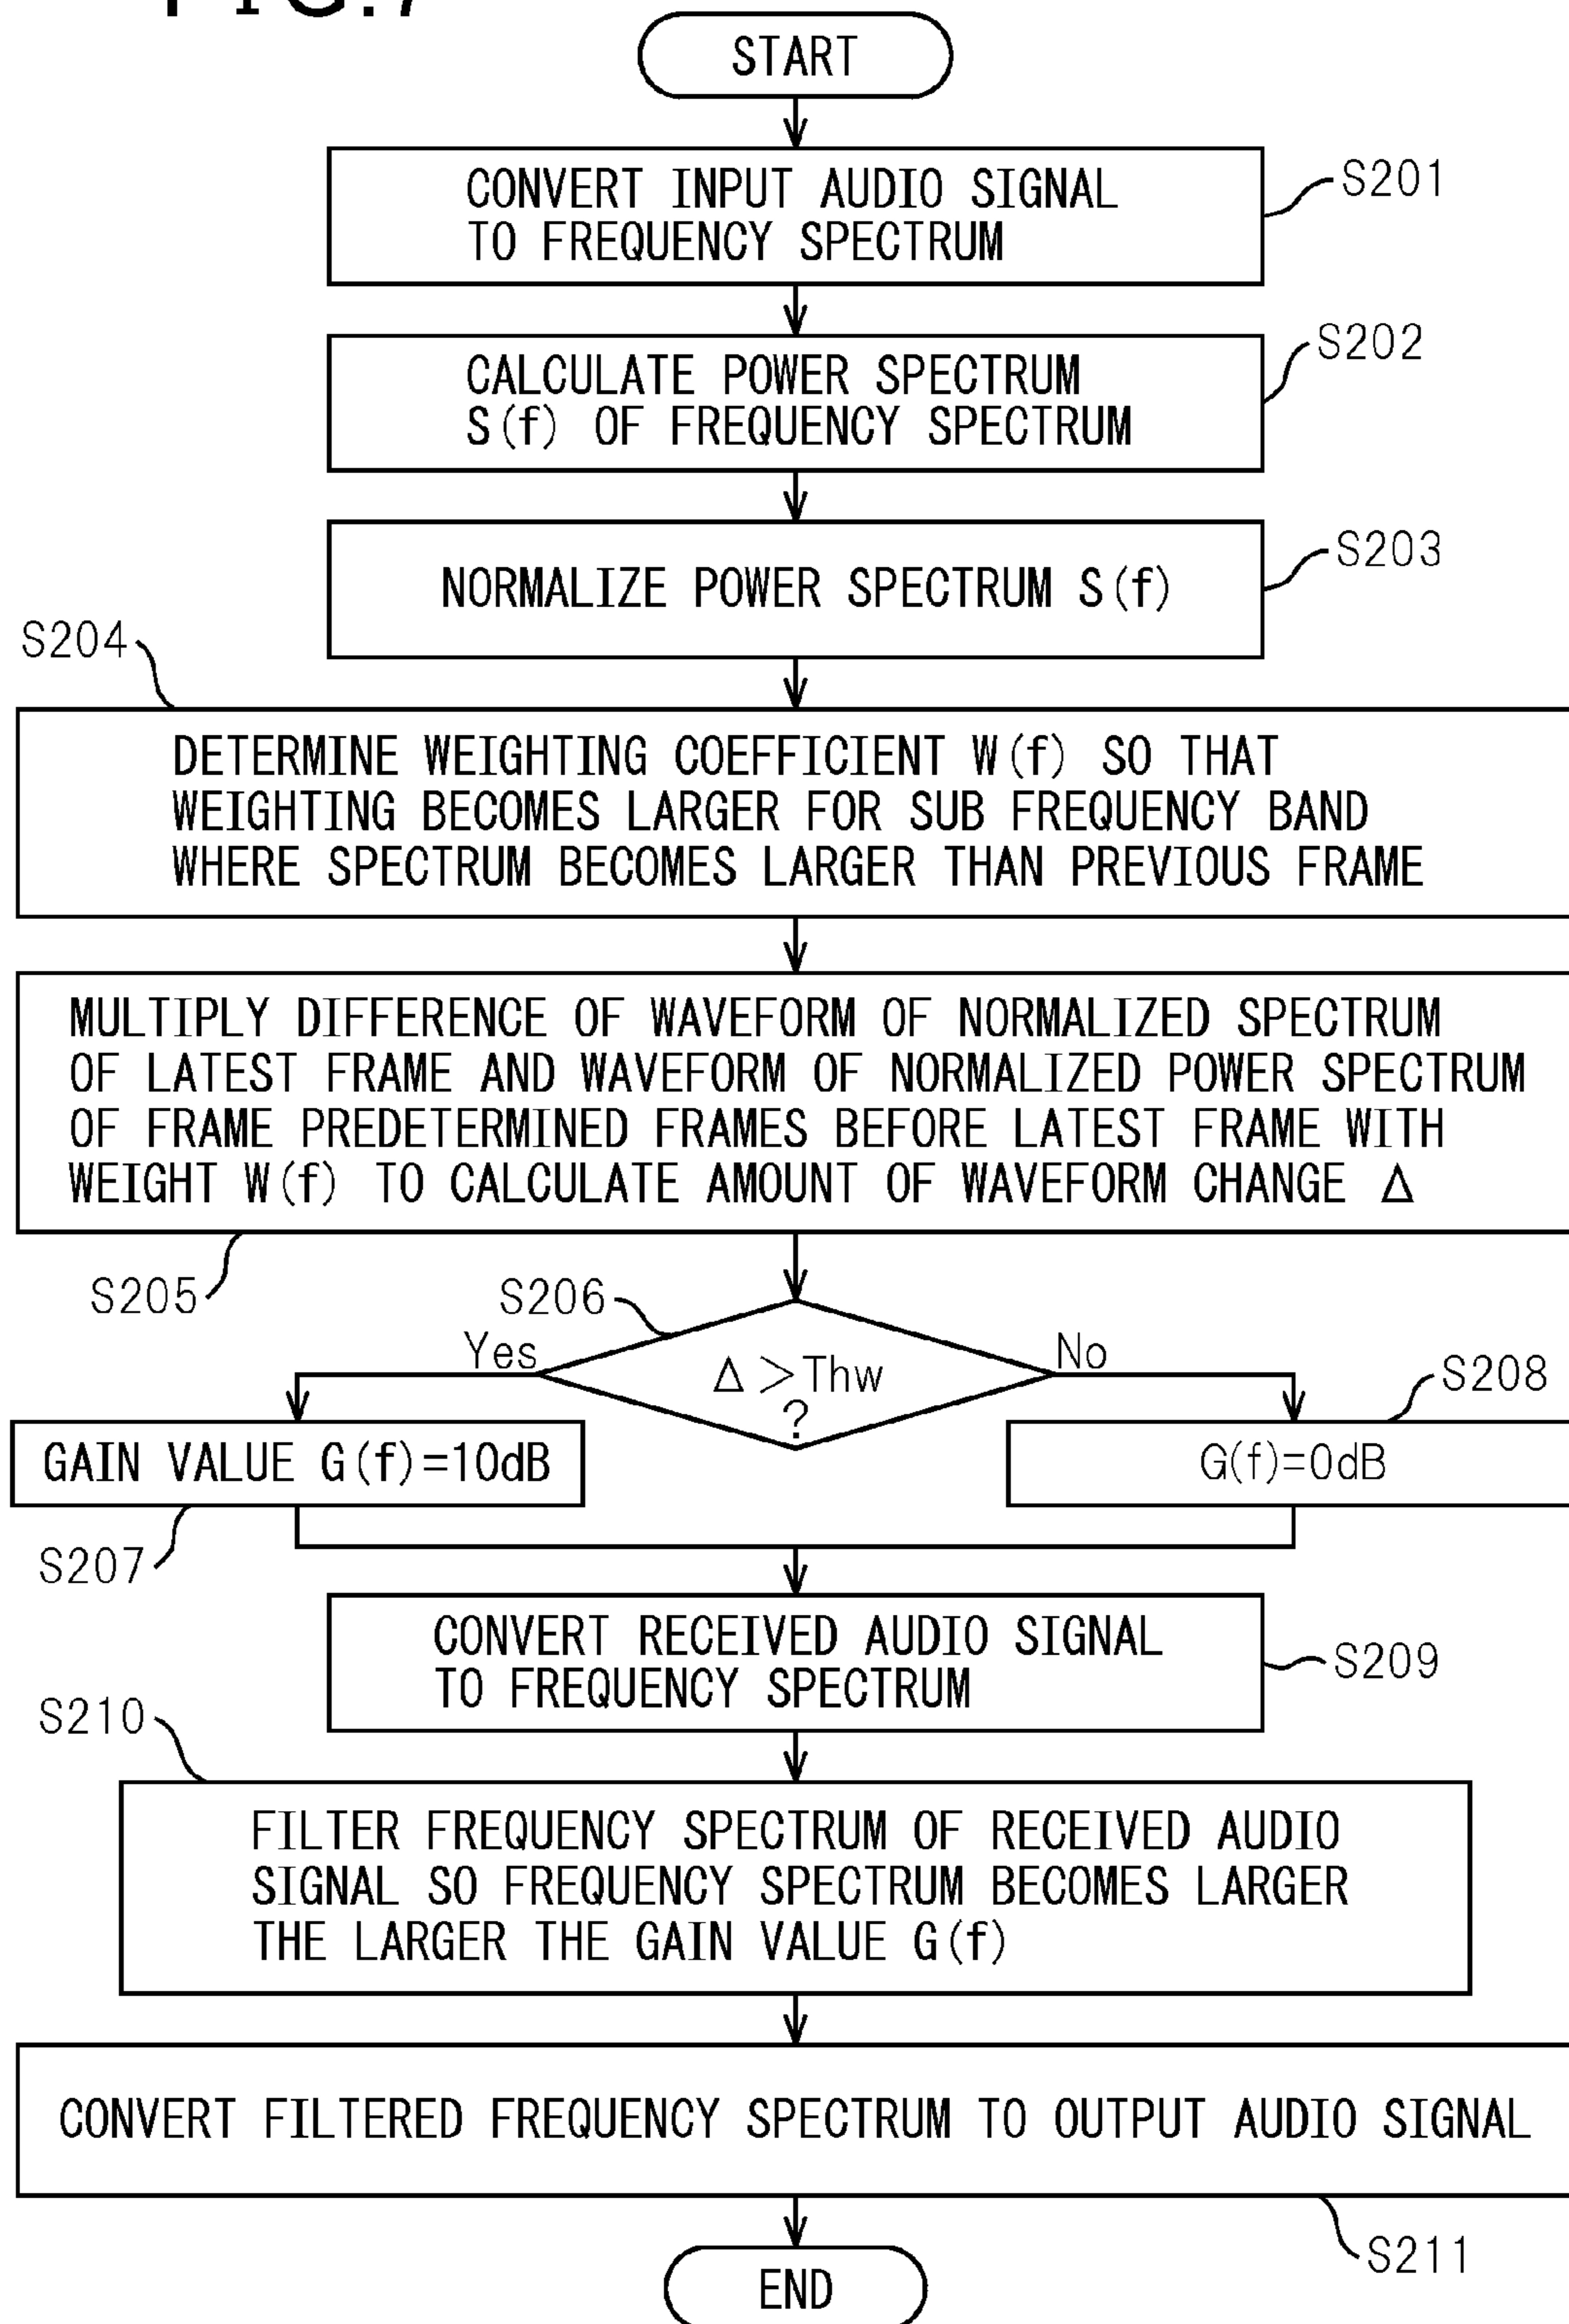 FIG.7
START
CONVERT INPUT AUDIO SIGNAL
TO FREQUENCY SPECTRUM
S201
CALCULATE POWER SPECTRUM
S(f) OF FREQUENCY SPECTRUM
S202
NORMALIZE POWER SPECTRUM S(f)
S203
S204
DETERMINE WEIGHTING COEFFICIENT W(f) SO THAT
WEIGHTING BECOMES LARGER FOR SUB FREQUENCY BAND
WHERE SPECTRUM BECOMES LARGER THAN PREVIOUS FRAME
MULTIPLY DIFFERENCE OF WAVEFORM OF NORMALIZED SPECTRUM
OF LATEST FRAME AND WAVEFORM OF NORMALIZED POWER SPECTRUM
OF FRAME PREDETERMINED FRAMES BEFORE LATEST FRAME WITH
WEIGHT W(f) TO CALCULATE AMOUNT OF WAVEFORM CHANGE Δ
S205
S206
Yes
Δ>Thw
?
No
S208
GAIN VALUE G(f)=10dB
G(f)=0dB
S207
CONVERT RECEIVED AUDIO SIGNAL
TO FREQUENCY SPECTRUM
S209
S210
FILTER FREQUENCY SPECTRUM OF RECEIVED AUDIO
SIGNAL SO FREQUENCY SPECTRUM BECOMES LARGER
THE LARGER THE GAIN VALUE G(f)
CONVERT FILTERED FREQUENCY SPECTRUM TO OUTPUT AUDIO SIGNAL
S211
END